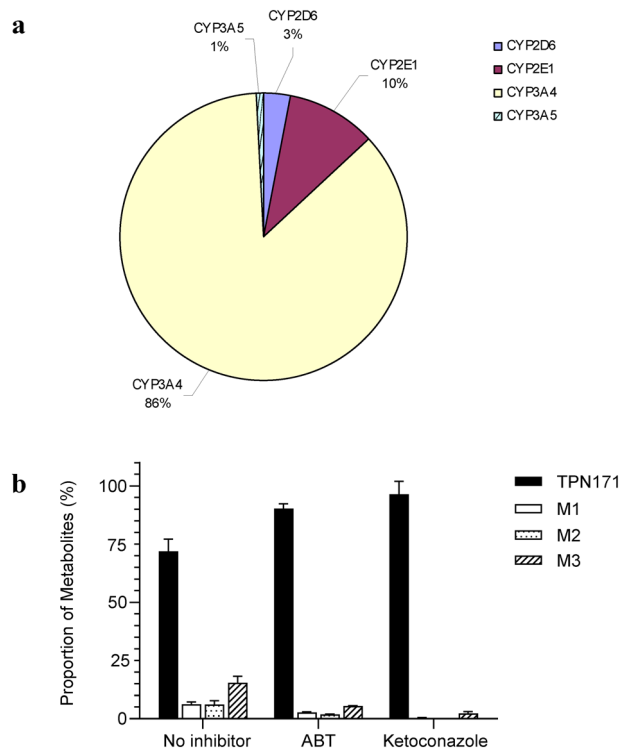 a
CYP2D6
3%
CYP3A5
1%
CYP2E1
10%
CYP3A4
86%
CYP2D6
CYP2E1
CYP3A4
CYP3A5
b
Proportion of Metabolites (%)
100
75
50
25
0
No inhibitor
ABT
Ketoconazole
TPN171
M1
M2
M3